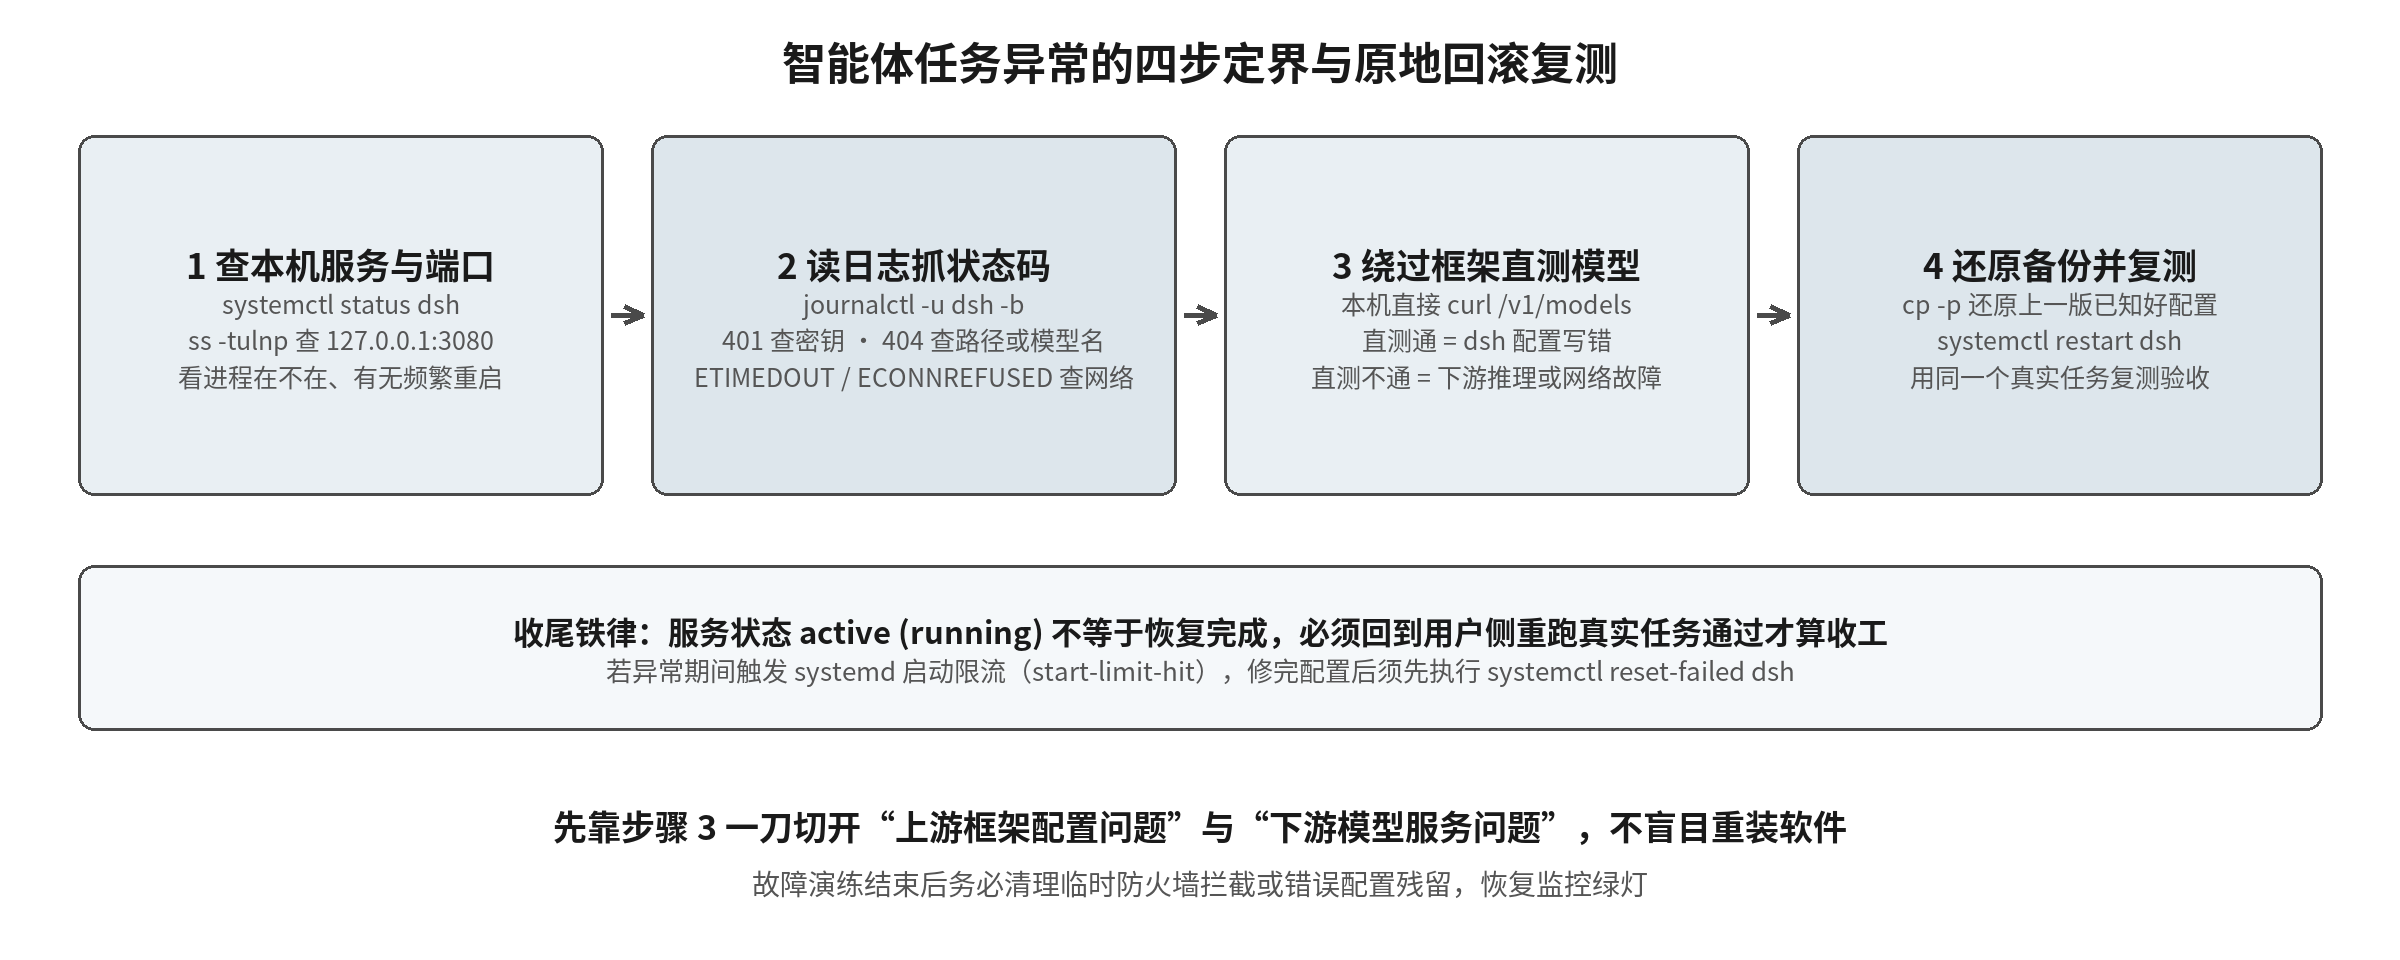 智能体任务异常的四步定界与原地回滚复测
1 查本机服务与端口
systemctl status dsh
ss -tulnp 查 127.0.0.1:3080
看进程在不在、有无频繁重启
2 读日志抓状态码
journalctl -u dsh -b
401 查密钥 · 404 查路径或模型名
ETIMEDOUT / ECONNREFUSED 查网络
3 绕过框架直测模型
本机直接 curl /v1/models
直测通 = dsh 配置写错
直测不通 = 下游推理或网络故障
4 还原备份并复测
cp -p 还原上一版已知好配置
systemctl restart dsh
用同一个真实任务复测验收
收尾铁律：服务状态 active (running) 不等于恢复完成，必须回到用户侧重跑真实任务通过才算收工
若异常期间触发 systemd 启动限流（start-limit-hit），修完配置后须先执行 systemctl reset-failed dsh
先靠步骤 3 一刀切开“上游框架配置问题”与“下游模型服务问题”，不盲目重装软件
故障演练结束后务必清理临时防火墙拦截或错误配置残留，恢复监控绿灯